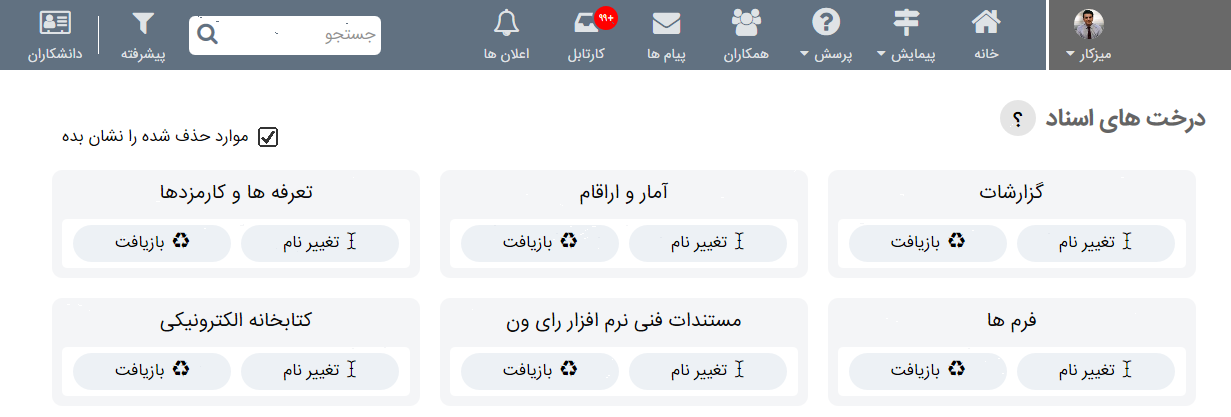 میزکار
خانه
پیمایش
پرسش
همکاران
پیام ها
کارتابل
+۹۹
اعلان ها
جستجو
پیشرفته
دانشکاران
درخت های اسناد ؟
موارد حذف شده را نشان بده
گزارشات
تغییر نام
بازیافت
آمار و اراقام
تغییر نام
بازیافت
تعرفه ها و کارمزدها
تغییر نام
بازیافت
فرم ها
تغییر نام
بازیافت
مستندات فنی نرم افزار رای ون
تغییر نام
بازیافت
کتابخانه الکترونیکی
تغییر نام
بازیافت